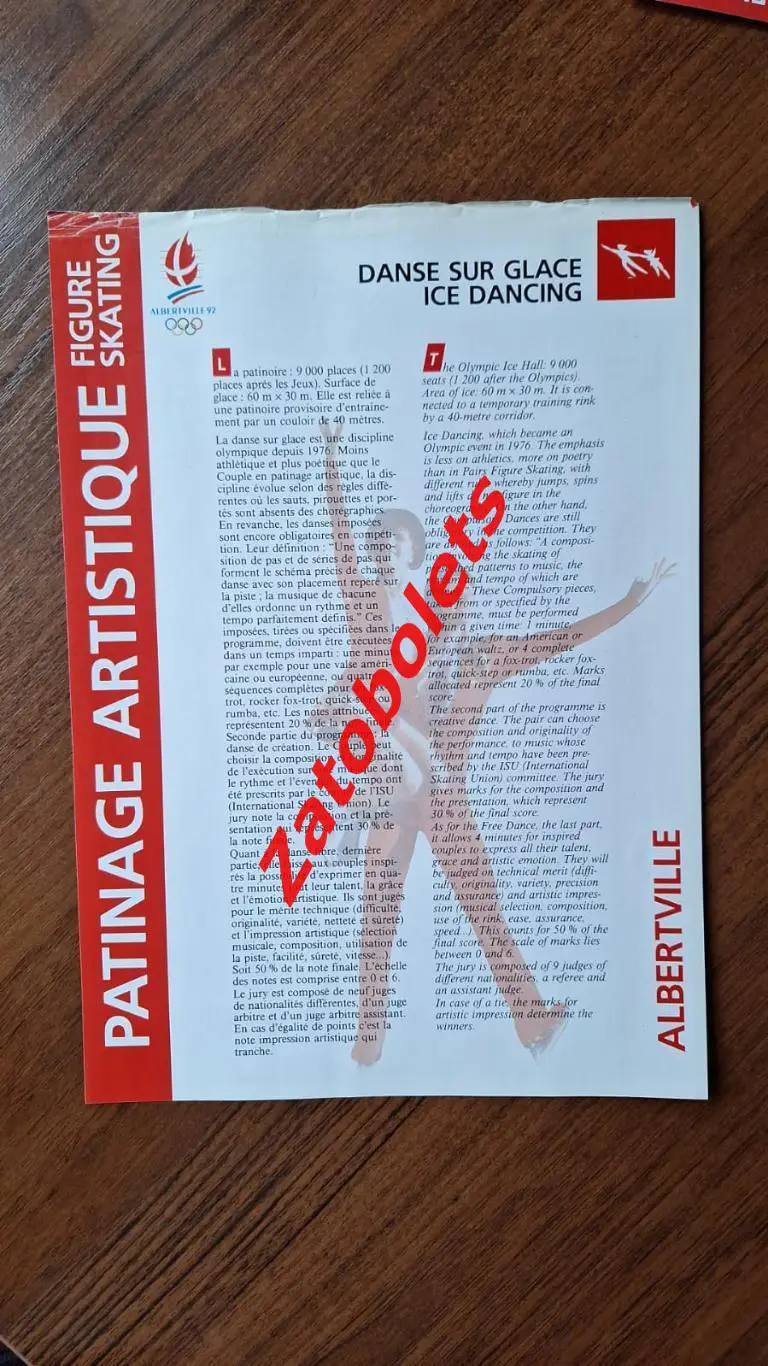 PATINAGE ARTISTIQUE
FIGURE
SKATING
ALBERTVILLE 92
DANSE SUR GLACE
ICE DANCING
La patinoire : 9 000 places (1 200
places après les Jeux). Surface de
glace : 60 m × 30 m. Elle est reliée à
une patinoire provisoire d'entraine-
ment par un couloir de 40 mètres.
La danse sur glace est une discipline
olympique depuis 1976. Moins
athlétique et plus poétique que le
Couple en patinage artistique, la dis-
cipline évolue selon des règles diffé-
rentes où les sauts, pirouettes et por-
tés sont absents des chorégraphies.
En revanche, les danses imposées
sont encore obligatoires en compéti-
tion. Leur définition : "Une compo-
sition de pas et de séries de pas qui
forment le schéma précis de chaque
danse avec son placement repéré sur
la piste ; la musique de chacune
d'elles ordonne un rythme et un
tempo parfaitement définis." Ces
imposées, tirées ou spécifiées dans le
programme, doivent être exécutées
dans un temps imparti : une minute
par exemple pour une valse améri-
caine ou européenne, ou quatre
séquences complètes pour
trot, rocker fox-trot, quick-step ou
rumba, etc. Les notes
représentent 20 % de la note finale.
Seconde partie du programme : la
danse de création. Le Couple peut
choisir la composition
de l'exécution sur dont
le rythme et du tempo ont
été prescrits par le de l'ISU
(International Skating Union). Le
jury note la et la pré-
sentation qui représentent 30 % de
la note finale.
Quant danse libre, dernière
partie, aux couples inspi-
rés la possibilité d'exprimer en qua-
tre minutes leur talent, la grâce
et l'émotion artistique. Ils sont jugés
pour le mérite technique (difficulté,
originalité, variété, netteté et sûreté)
et l'impression artistique (sélection
musicale, composition, utilisation de
la piste, facilité, sûreté, vitesse...)
Soit 50 % de la note finale. L'échelle
des notes est comprise entre 0 et 6.
Le jury est composé de neuf juges
de nationalités différentes, d'un juge
arbitre et d'un juge arbitre assistant.
En cas d'égalité de points c'est la
note impression artistique qui
tranche.
The Olympic Ice Hall: 9 000
seats (1 200 after the Olympics).
Area of ice: 60 m × 30 m. It is con-
nected to a temporary training rink
by a 40-metre corridor.
Ice Dancing, which became an
Olympic event in 1976. The emphasis
is less on athletics, more on poetry
than in Pairs Figure Skating, with
different rules whereby jumps, spins
and lifts figure in the
on the other hand,
the Dances are still
competition. They
are as follows: "A composi-
the skating of
patterns to music, the
and tempo of which are
These Compulsory pieces,
from or specified by the
programme, must be performed
within a given time: 1 minute,
for example, for an American or
European waltz, or 4 complete
sequences for a fox-trot, rocker fox-
trot, quick-step or rumba, etc. Marks
allocated represent 20 % of the final
score.
The second part of the programme is
creative dance. The pair can choose
the composition and originality of
the performance, to music whose
rhythm and tempo have been pre-
scribed by the ISU (International
Skating Union) committee. The jury
gives marks for the composition and
the presentation, which represent
30 % of the final score.
As for the Free Dance, the last part,
it allows 4 minutes for inspired
couples to express all their talent,
grace and artistic emotion. They will
be judged on technical merit (diffi-
culty, originality, variety, precision
and assurance) and artistic impres-
sion (musical selection, composition,
use of the rink, ease, assurance,
speed...). This counts for 50 % of the
final score. The scale of marks lies
between 0 and 6.
The jury is composed of 9 judges of
different nationalities, a referee and
an assistant judge.
In case of a tie, the marks for
artistic impression determine the
winners.
ALBERTVILLE
Zatobolets